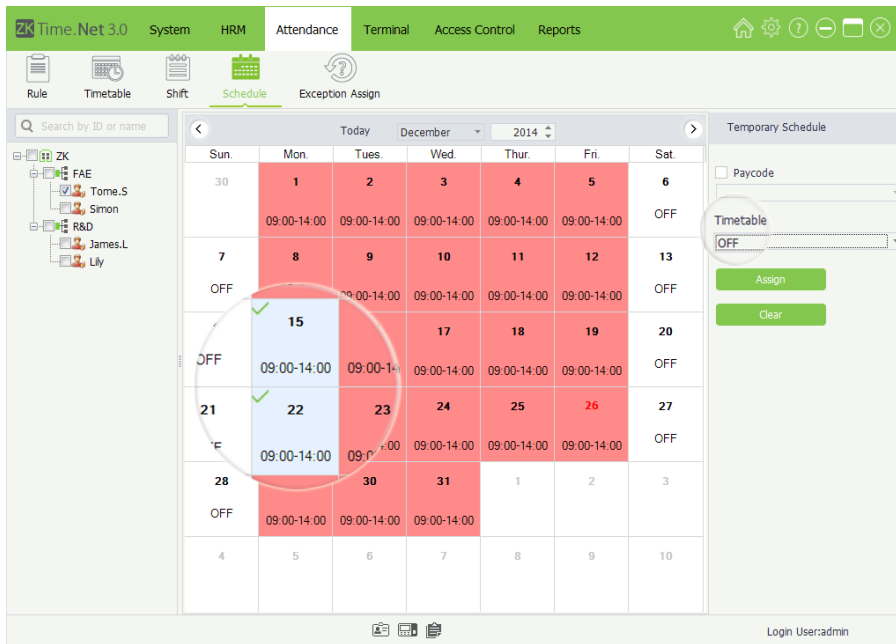 ZK Time.Net 3.0 System HRM Attendance Terminal Access Control Reports
Rule Timetable Shift Schedule Exception Assign
Search by ID or name
ZK
FAE
Tome.S
Simon
R&D
James.L
Lily
Today December 2014
Sun. Mon. Tues. Wed. Thur. Fri. Sat.
30 1 2 3 4 5 6
09:00-14:00 09:00-14:00 09:00-14:00 09:00-14:00 09:00-14:00 OFF
7 8 9 10 11 12 13
OFF 09:00-14:00 09:00-14:00 09:00-14:00 09:00-14:00 OFF
15 17 18 19 20
OFF 09:00-14:00 09:00-1 09:00-14:00 09:00-14:00 09:00-14:00 OFF
21 22 23 24 25 26 27
09:00-14:00 09:00-14:00 09:00-14:00 09:00-14:00 OFF
28 30 31 1 2 3
OFF 09:00-14:00 09:00-14:00 09:00-14:00
4 5 6 7 8 9 10
Temporary Schedule
Paycode
Timetable
OFF
Assign
Clear
Login User:admin